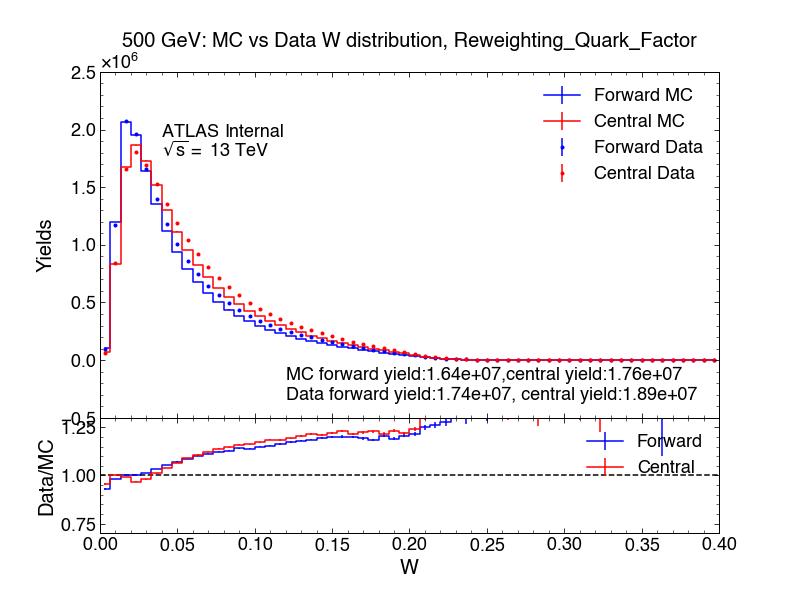 500 GeV: MC vs Data W distribution, Reweighting_Quark_Factor
×10⁶
2.5
2.0
1.5
1.0
0.5
0.0
-0.5
Yields
ATLAS Internal
√s = 13 TeV
Forward MC
Central MC
Forward Data
Central Data
MC forward yield:1.64e+07,central yield:1.76e+07
Data forward yield:1.74e+07, central yield:1.89e+07
1.25
1.00
0.75
Data/MC
Forward
Central
0.00 0.05 0.10 0.15 0.20 0.25 0.30 0.35 0.40
W